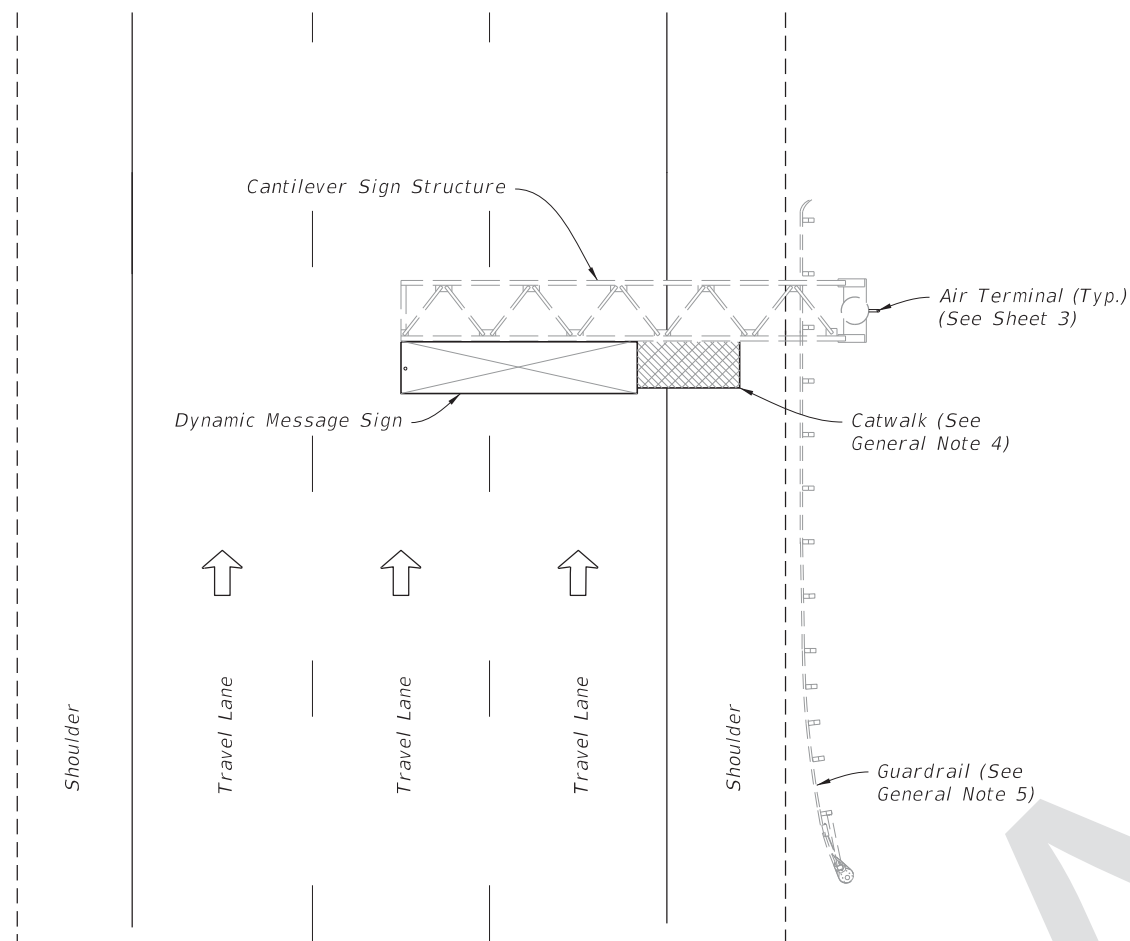 Cantilever Sign Structure
Air Terminal (Typ.)
(See Sheet 3)
Dynamic Message Sign
Catwalk (See
General Note 4)
Shoulder
Travel Lane
Travel Lane
Travel Lane
Shoulder
Guardrail (See
General Note 5)